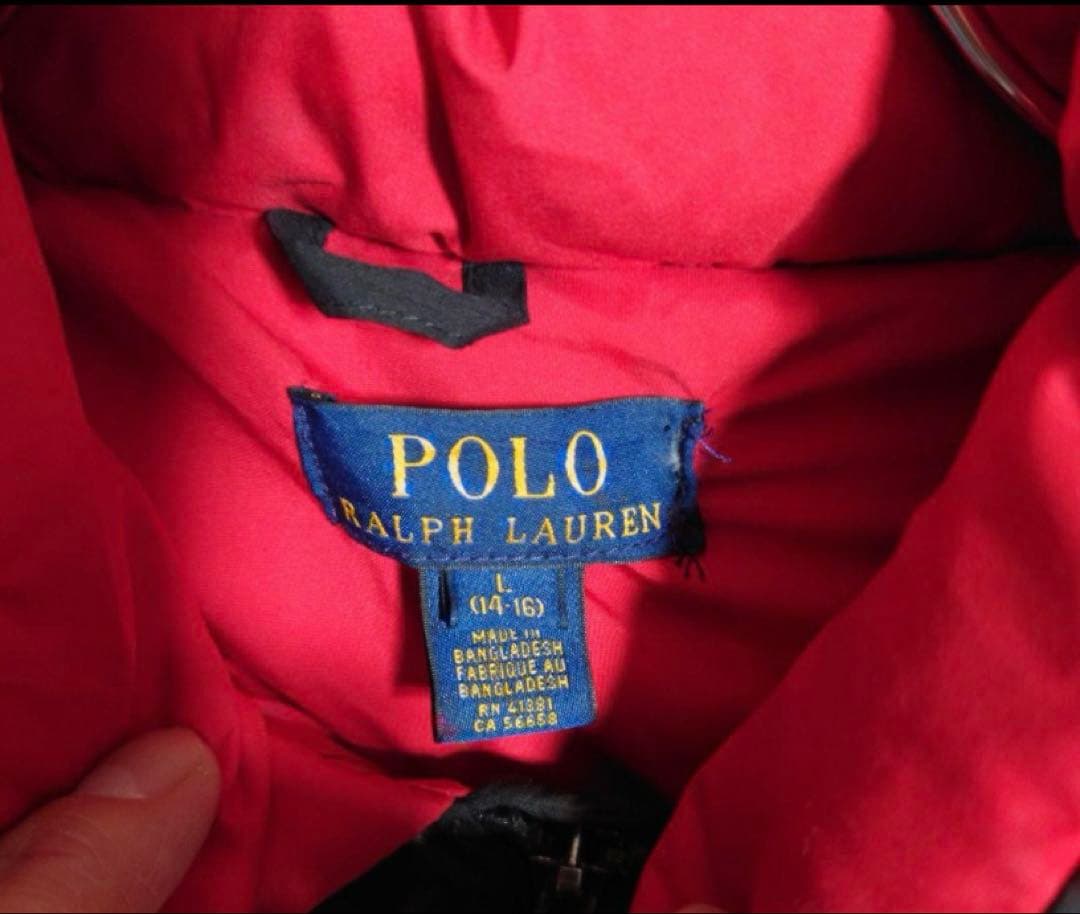 POLO
RALPH LAUREN
L
(14-16)
MADE IN
BANGLADESH
FABRIQUE AU
BANGLADESH
RN 41381
CA 56658